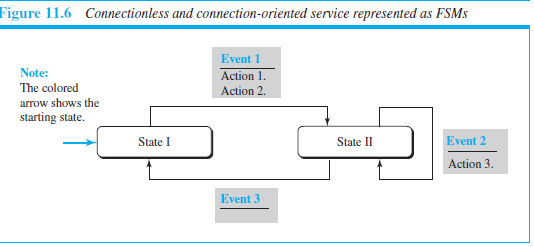 Figure 11.6 Connectionless and connection-oriented service represented as FSMs
Note:
The colored
arrow shows the
starting state.
Event 1
Action 1.
Action 2.
State I
State II
Event 2
Action 3.
Event 3